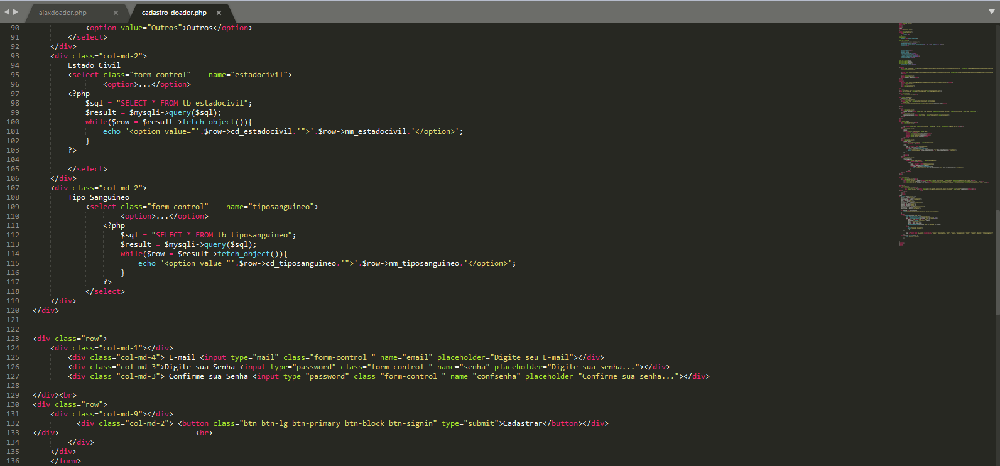 ajaxdoador.php × cadastro_doador.php ×
90 <option value="Outros">Outros</option>
91 </select>
92 </div>
93 <div class="col-md-2">
94 Estado Civil
95 <select class="form-control" name="estadocivil">
96 <option>...</option>
97 <?php
98 $sql = "SELECT * FROM tb_estadocivil";
99 $result = $mysqli->query($sql);
100 while($row = $result->fetch_object()){
101 echo '<option value="'.$row->cd_estadocivil.'">'.$row->nm_estadocivil.'</option>';
102 }
103 ?>
104
105 </select>
106 </div>
107 <div class="col-md-2">
108 Tipo Sanguineo
109 <select class="form-control" name="tiposanguineo">
110 <option>...</option>
111 <?php
112 $sql = "SELECT * FROM tb_tiposanguineo";
113 $result = $mysqli->query($sql);
114 while($row = $result->fetch_object()){
115 echo '<option value="'.$row->cd_tiposanguineo.'">'.$row->nm_tiposanguineo.'</option>';
116 }
117 ?>
118 </select>
119 </div>
120 </div>
121
122
123 <div class="row">
124 <div class="col-md-1"></div>
125 <div class="col-md-4"> E-mail <input type="mail" class="form-control " name="email" placeholder="Digite seu E-mail"></div>
126 <div class="col-md-3">Digite sua Senha <input type="password" class="form-control " name="senha" placeholder="Digite sua senha..."></div>
127 <div class="col-md-3"> Confirme sua Senha <input type="password" class="form-control " name="confsenha" placeholder="Confirme sua senha..."></div>
128
129 </div><br>
130 <div class="row">
131 <div class="col-md-9"></div>
132 <div class="col-md-2"> <button class="btn btn-lg btn-primary btn-block btn-signin" type="submit">Cadastrar</button></div>
133 </div> <br>
134 </div>
135 </div>
136 </form>